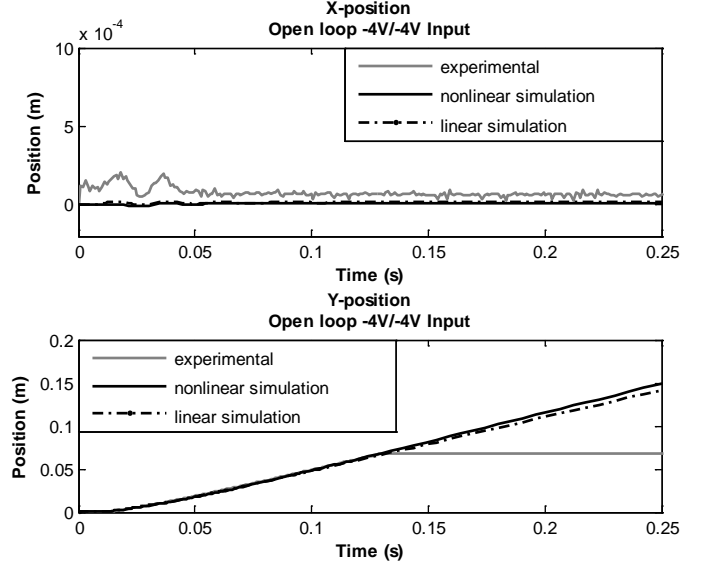 X-position
Open loop -4V/-4V Input
x 10^-4
10
5
0
Position (m)
experimental
nonlinear simulation
linear simulation
0 0.05 0.1 0.15 0.2 0.25
Time (s)
Y-position
Open loop -4V/-4V Input
0.2
0.15
0.1
0.05
0
Position (m)
experimental
nonlinear simulation
linear simulation
0 0.05 0.1 0.15 0.2 0.25
Time (s)